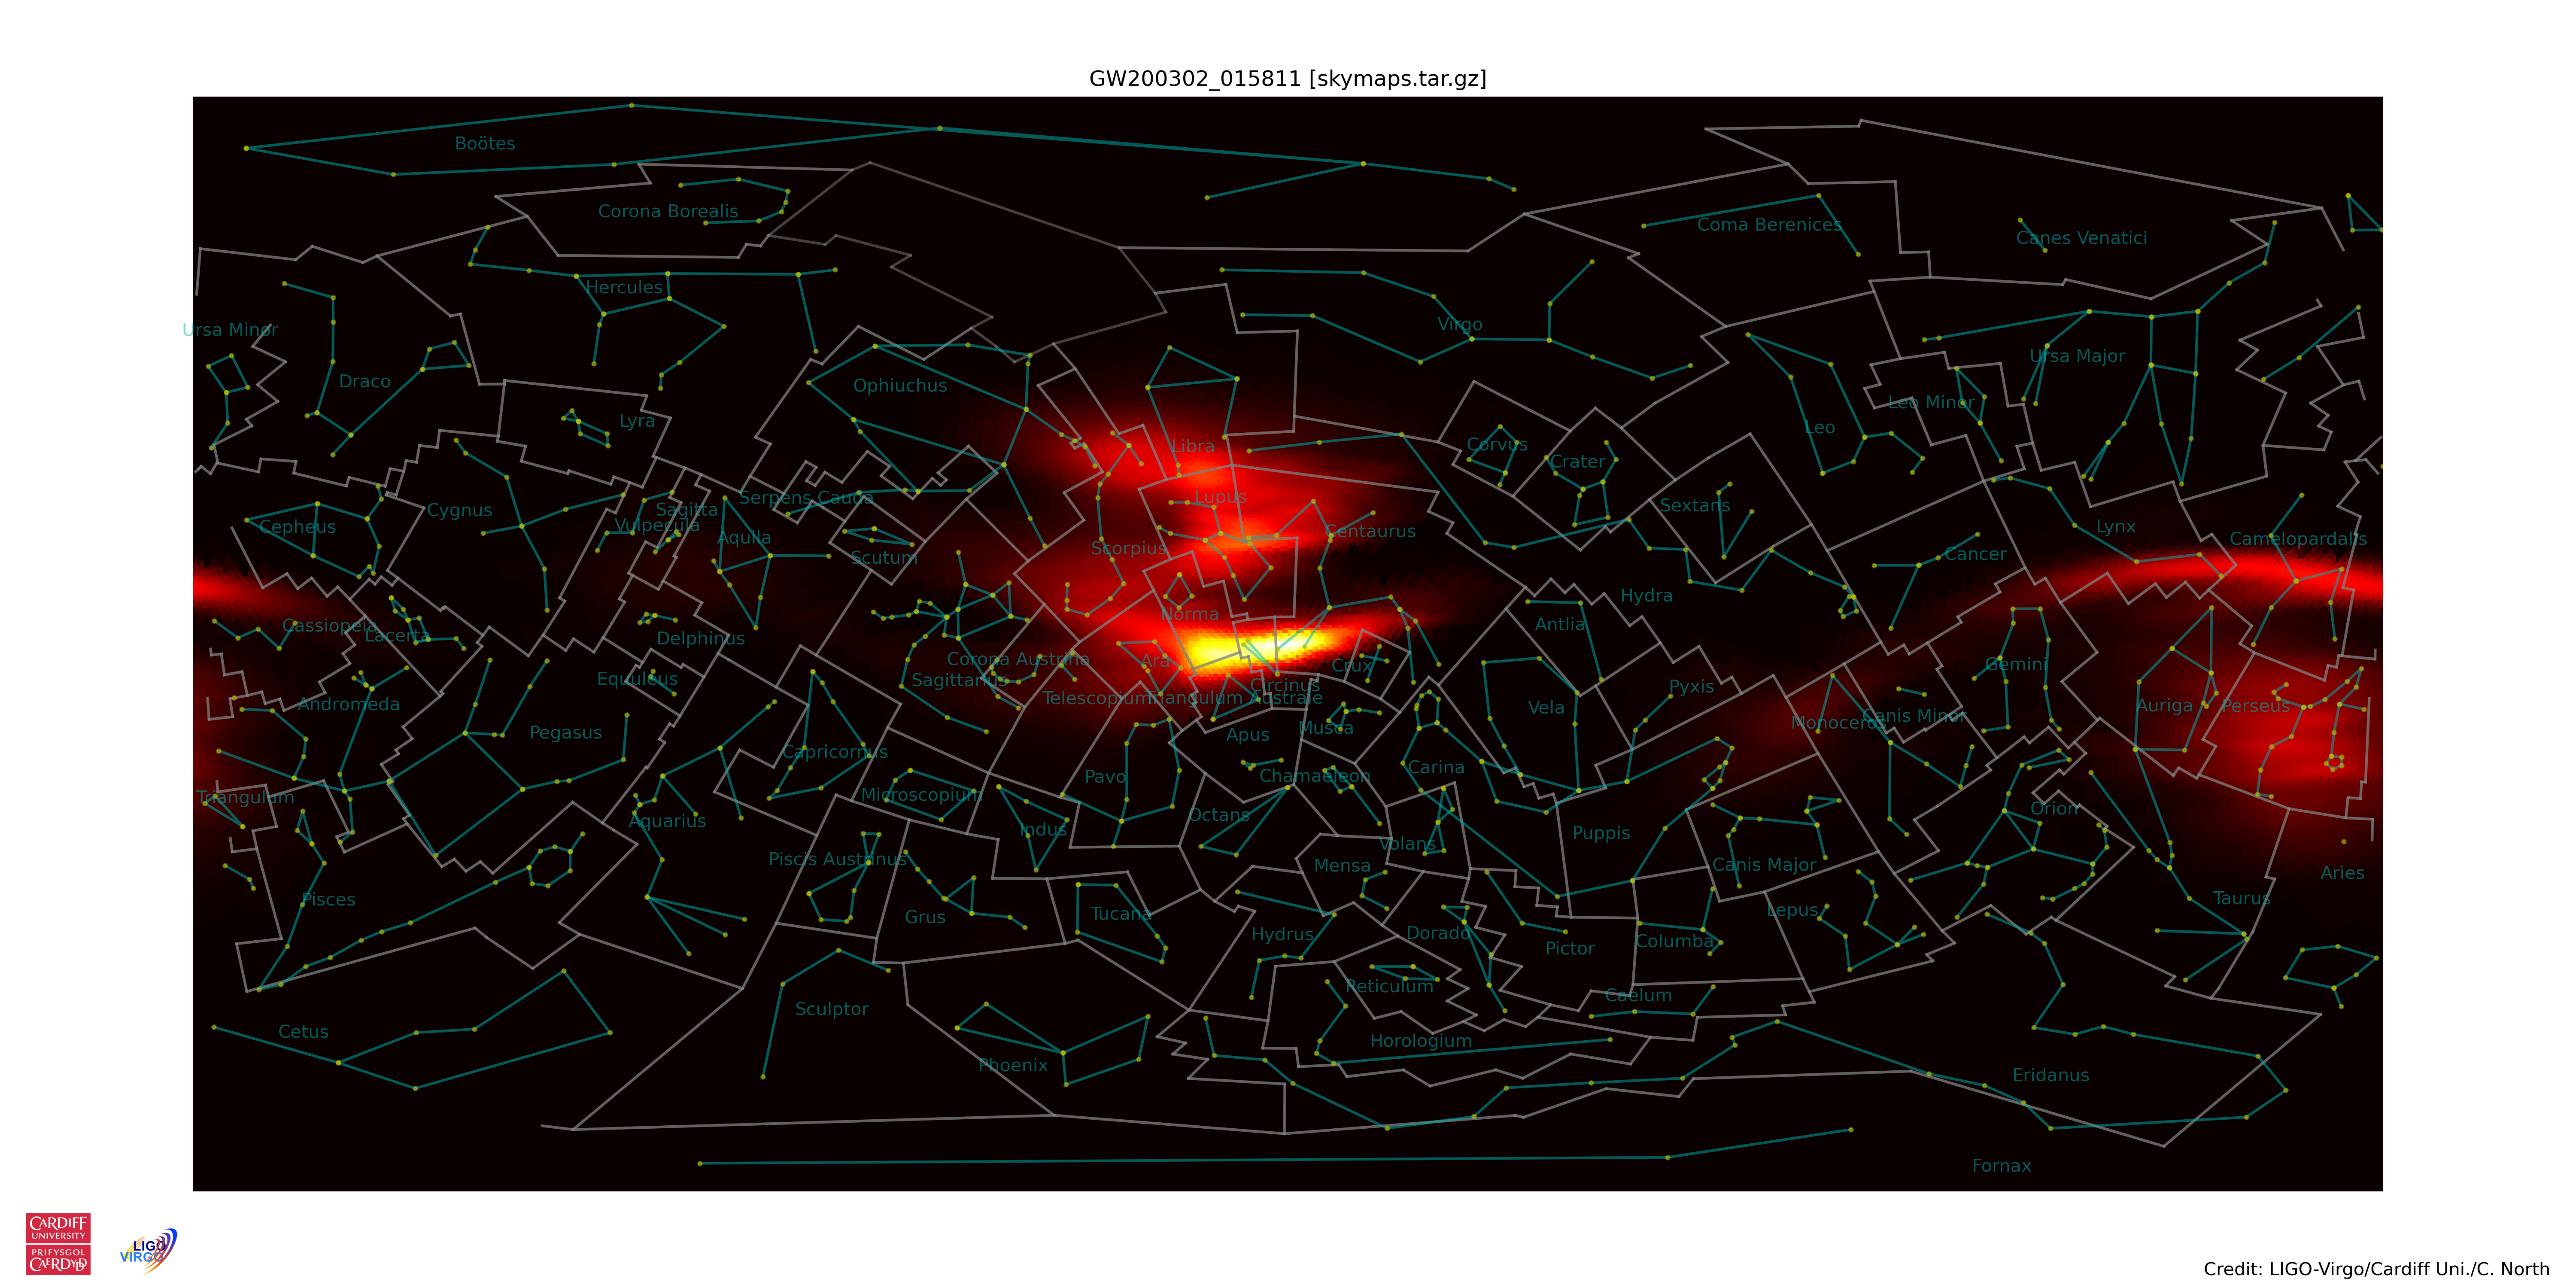 GW200302_015811 [skymaps.tar.gz]
Boötes
Corona Borealis
Coma Berenices
Canes Venatici
Hercules
Ursa Minor
Virgo
Ursa Major
Draco
Ophiuchus
Leo Minor
Lyra
Leo
Libra
Corvus
Crater
Serpens Cauda
Lupus
Sextans
Cygnus
Sagitta
Cepheus
Vulpecula
Lynx
Aquila
Centaurus
Camelopardalis
Scorpius
Scutum
Cancer
Hydra
Norma
Cassiopeia
Lacerta
Delphinus
Antlia
Corona Austrina
Ara
Crux
Gemini
Equuleus
Sagittarius
Circinus
Pyxis
Andromeda
Telescopium
Triangulum Australe
Vela
Auriga
Perseus
Monoceros
Canis Minor
Pegasus
Apus
Musca
Capricornus
Pavo
Chamaeleon
Carina
Triangulum
Microscopium
Orion
Aquarius
Indus
Octans
Puppis
Volans
Piscis Austrinus
Mensa
Canis Major
Aries
Pisces
Taurus
Grus
Tucana
Lepus
Hydrus
Dorado
Pictor
Columba
Reticulum
Caelum
Sculptor
Cetus
Horologium
Phoenix
Eridanus
Fornax
CARDIFF
UNIVERSITY
PRIFYSGOL
CAERDYDD
LIGO
VIRGO
Credit: LIGO-Virgo/Cardiff Uni./C. North